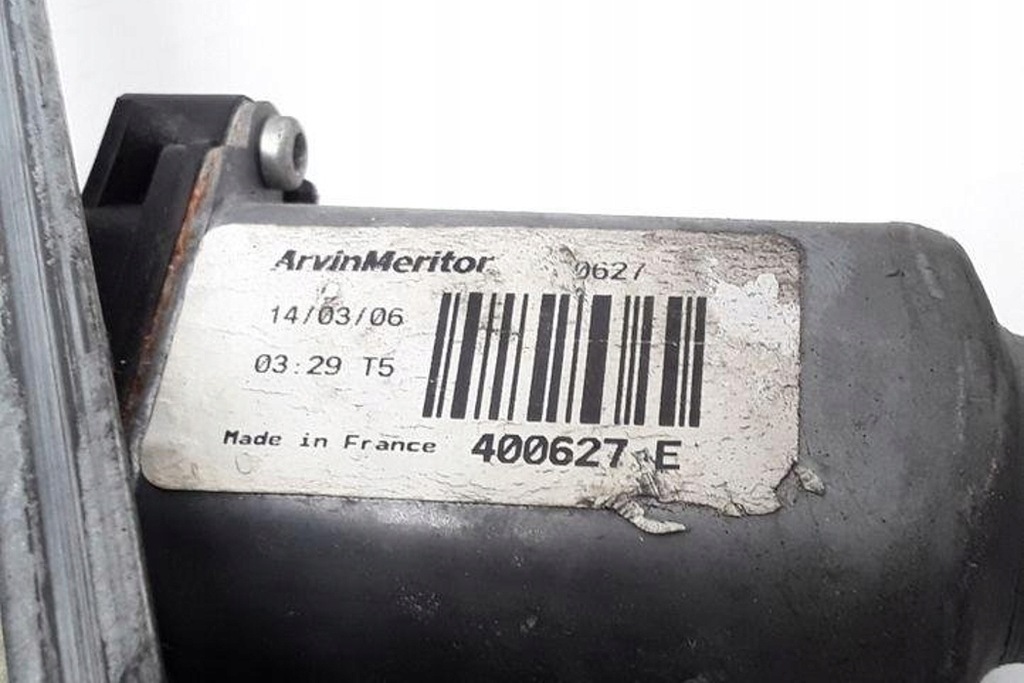 ArvinMeritor
0627
14/03/06
03:29 T5
Made in France
400627 E